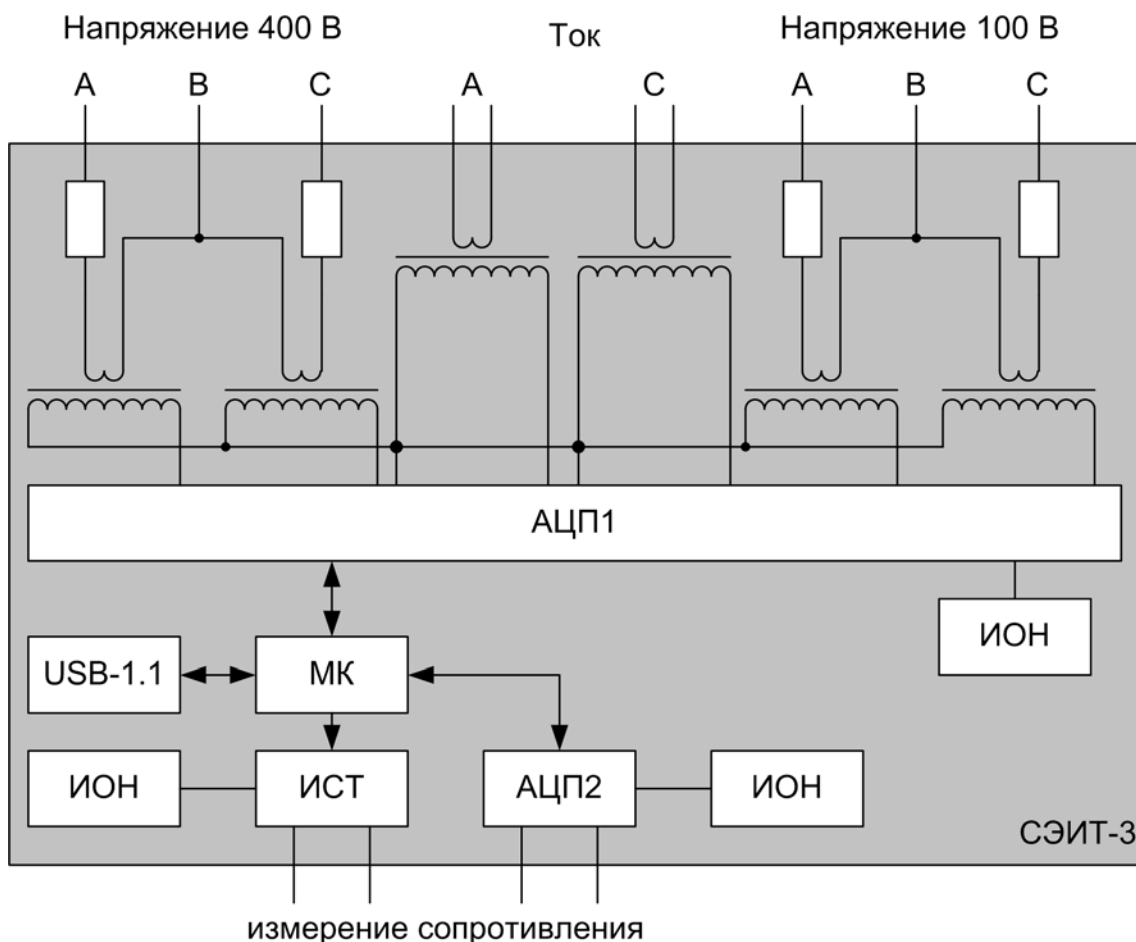 Напряжение 400 В
Ток
Напряжение 100 В
А В С
А С
А В С
АЦП1
ИОН
USB-1.1
МК
ИОН
ИСТ
АЦП2
ИОН
СЭИТ-3
измерение сопротивления